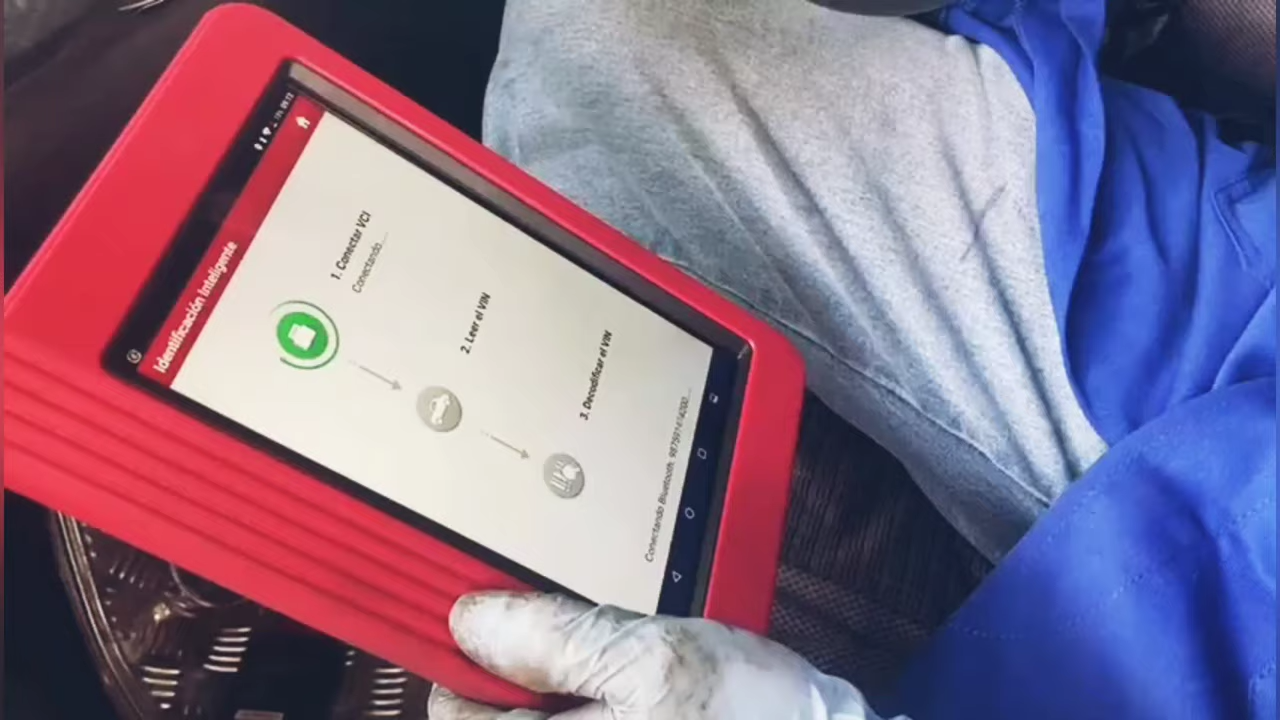 Identificación Inteligente
1. Conectar VCI
Conectando...
2. Leer el VIN
3. Decodificar el VIN
Conectando Bluetooth: